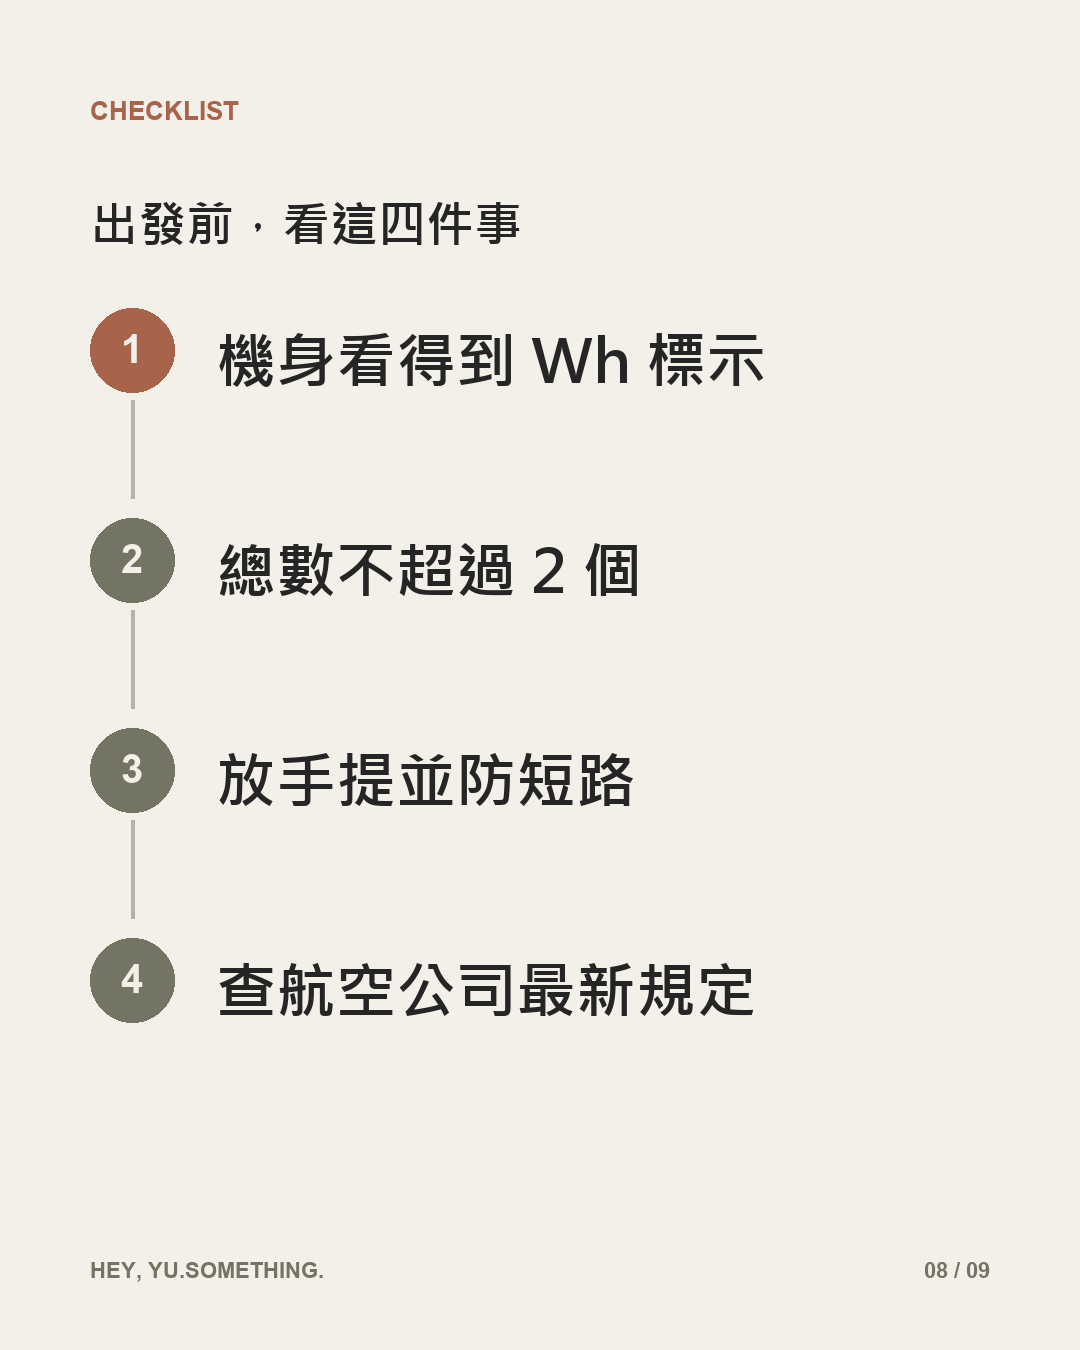 CHECKLIST
出發前，看這四件事
1 機身看得到 Wh 標示
2 總數不超過 2 個
3 放手提並防短路
4 查航空公司最新規定
HEY, YU.SOMETHING. 08 / 09